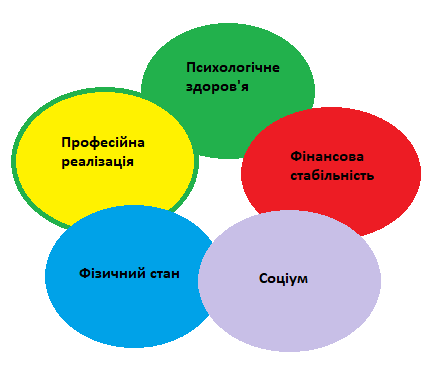 Психологічне
здоров'я
Професійна
реалізація
Фінансова
стабільність
Фізичний стан
Соціум